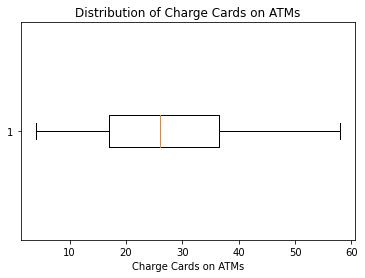 Distribution of Charge Cards on ATMs
1
10 20 30 40 50 60
Charge Cards on ATMs